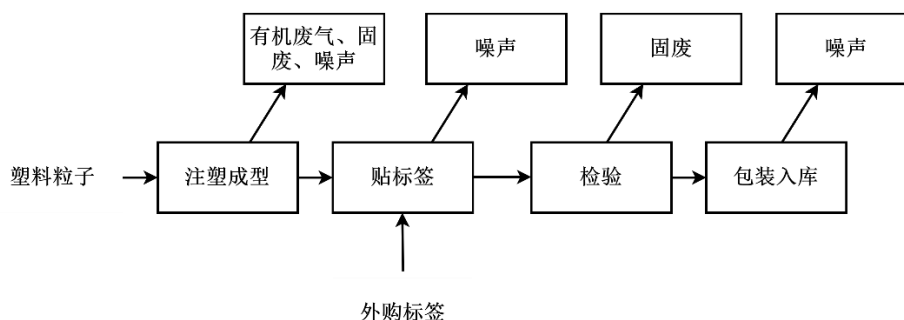 有机废气、固
废、噪声
噪声
固废
噪声
塑料粒子
注塑成型
贴标签
检验
包装入库
外购标签